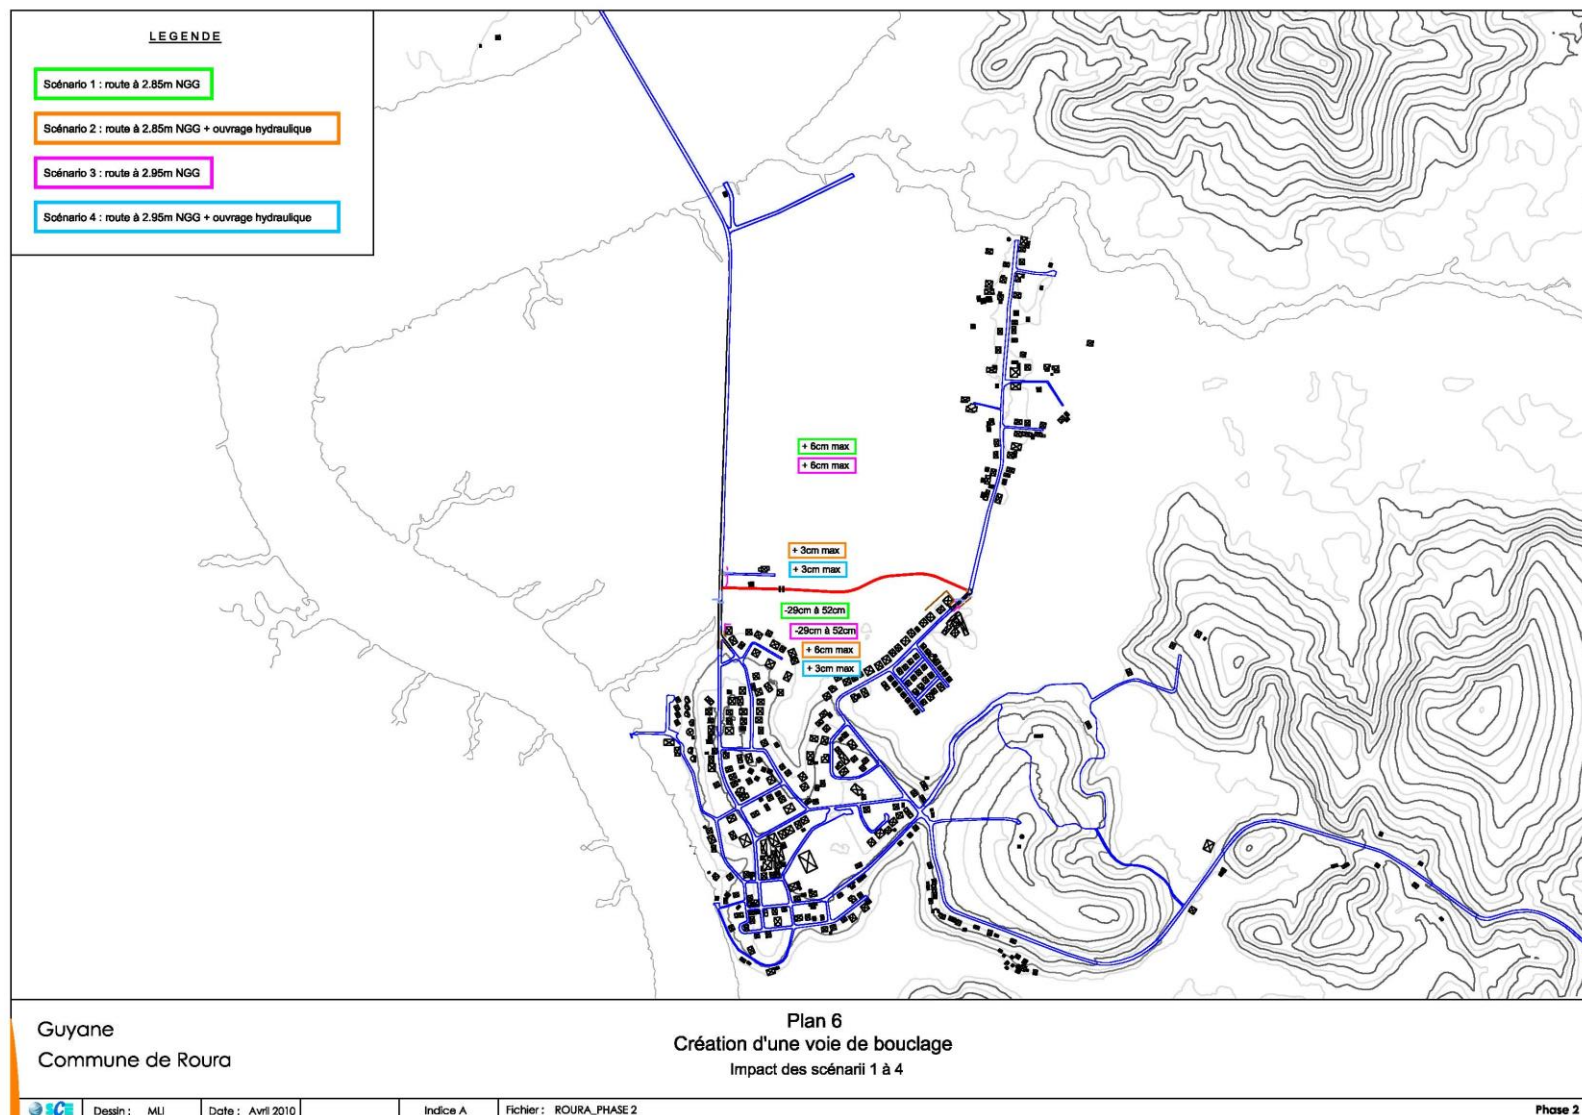 LEGENDE
Scénario 1 : route à 2.85m NGG
Scénario 2 : route à 2.85m NGG + ouvrage hydraulique
Scénario 3 : route à 2.95m NGG
Scénario 4 : route à 2.95m NGG + ouvrage hydraulique
+ 6cm max
+ 6cm max
+ 3cm max
+ 3cm max
-29cm à 52cm
-29cm à 52cm
+ 6cm max
+ 3cm max
Guyane
Commune de Roura
Plan 6
Création d'une voie de bouclage
Impact des scénarii 1 à 4
SCE
Dessin : MLI
Date : Avril 2010
Indice A
Fichier : ROURA_PHASE 2
Phase 2